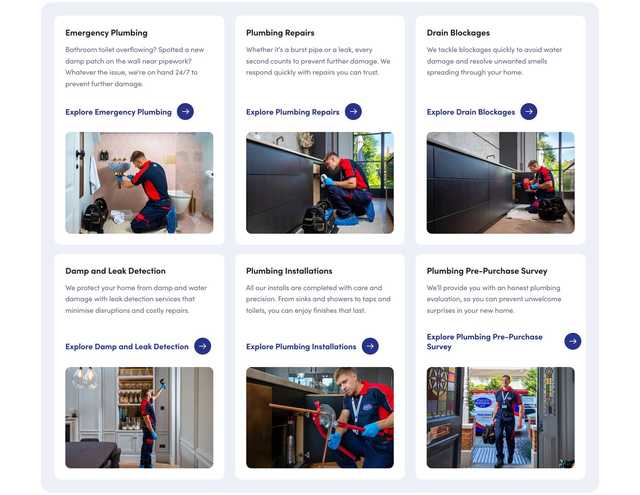 Emergency Plumbing
Bathroom toilet overflowing? Spotted a new
damp patch on the wall near pipework?
Whatever the issue, we're on hand 24/7 to
prevent further damage.
Explore Emergency Plumbing
Plumbing Repairs
Whether it's a burst pipe or a leak, every
second counts to prevent further damage. We
respond quickly with repairs you can trust.
Explore Plumbing Repairs
Drain Blockages
We tackle blockages quickly to avoid water
damage and resolve unwanted smells
spreading through your home.
Explore Drain Blockages
Damp and Leak Detection
We protect your home from damp and water
damage with leak detection services that
minimise disruptions and costly repairs.
Explore Damp and Leak Detection
Plumbing Installations
All our installs are completed with care and
precision. From sinks and showers to taps and
toilets, you can enjoy finishes that last.
Explore Plumbing Installations
Plumbing Pre-Purchase Survey
We'll provide you with an honest plumbing
evaluation, so you can prevent unwelcome
surprises in your new home.
Explore Plumbing Pre-Purchase
Survey